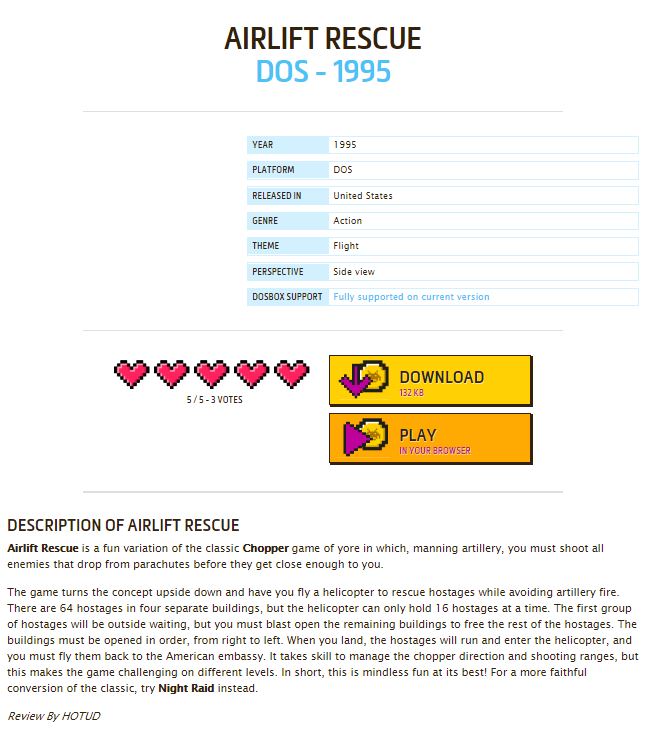 AIRLIFT RESCUE
DOS - 1995
YEAR 1995
PLATFORM DOS
RELEASED IN United States
GENRE Action
THEME Flight
PERSPECTIVE Side view
DOSBOX SUPPORT Fully supported on current version
5 / 5 - 3 VOTES
DOWNLOAD
132 KB
PLAY
IN YOUR BROWSER
DESCRIPTION OF AIRLIFT RESCUE
Airlift Rescue is a fun variation of the classic Chopper game of yore in which, manning artillery, you must shoot all
enemies that drop from parachutes before they get close enough to you.
The game turns the concept upside down and have you fly a helicopter to rescue hostages while avoiding artillery fire.
There are 64 hostages in four separate buildings, but the helicopter can only hold 16 hostages at a time. The first group
of hostages will be outside waiting, but you must blast open the remaining buildings to free the rest of the hostages. The
buildings must be opened in order, from right to left. When you land, the hostages will run and enter the helicopter, and
you must fly them back to the American embassy. It takes skill to manage the chopper direction and shooting ranges, but
this makes the game challenging on different levels. In short, this is mindless fun at its best! For a more faithful
conversion of the classic, try Night Raid instead.
Review By HOTUD